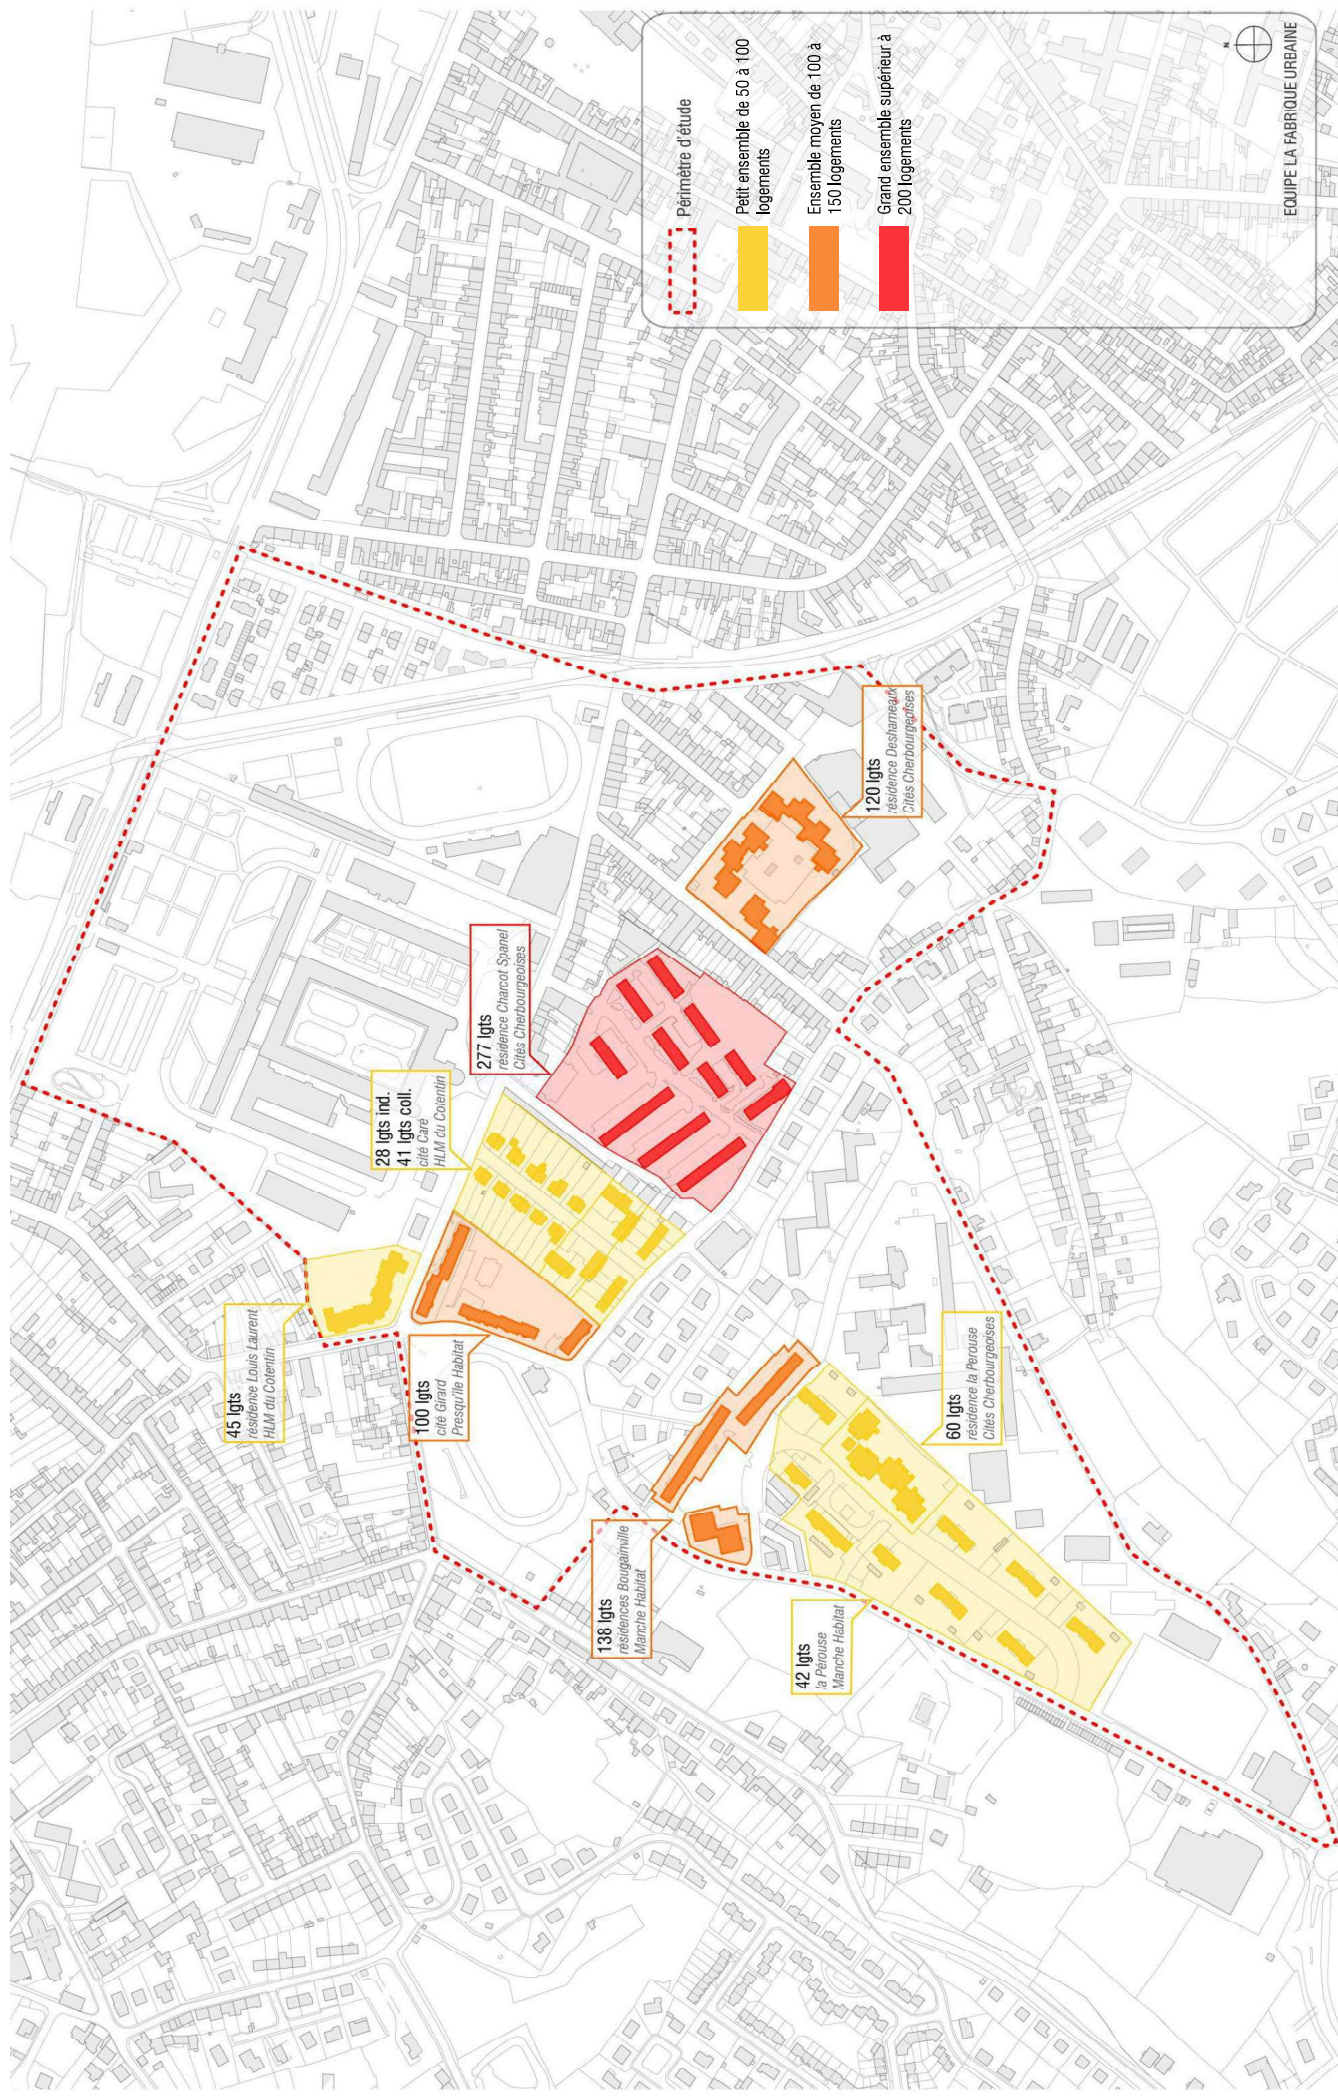 45 lgts
résidence Louis Laurent
HLM du Cotentin
28 lgts ind.
41 lgts coll.
cité Caré
HLM du Cotentin
100 lgts
cité Girard
Presqu'île Habitat
277 lgts
résidence Charcot Spanel
Cités Cherbourgeoises
138 lgts
résidences Bougainville
Manche Habitat
42 lgts
la Pérouse
Manche Habitat
60 lgts
résidence la Perouse
Cités Cherbourgeoises
120 lgts
résidence Deshameaux
Cités Cherbourgeoises
Périmètre d'étude
Petit ensemble de 50 à 100
logements
Ensemble moyen de 100 à
150 logements
Grand ensemble supérieur à
200 logements
N
EQUIPE LA FABRIQUE URBAINE